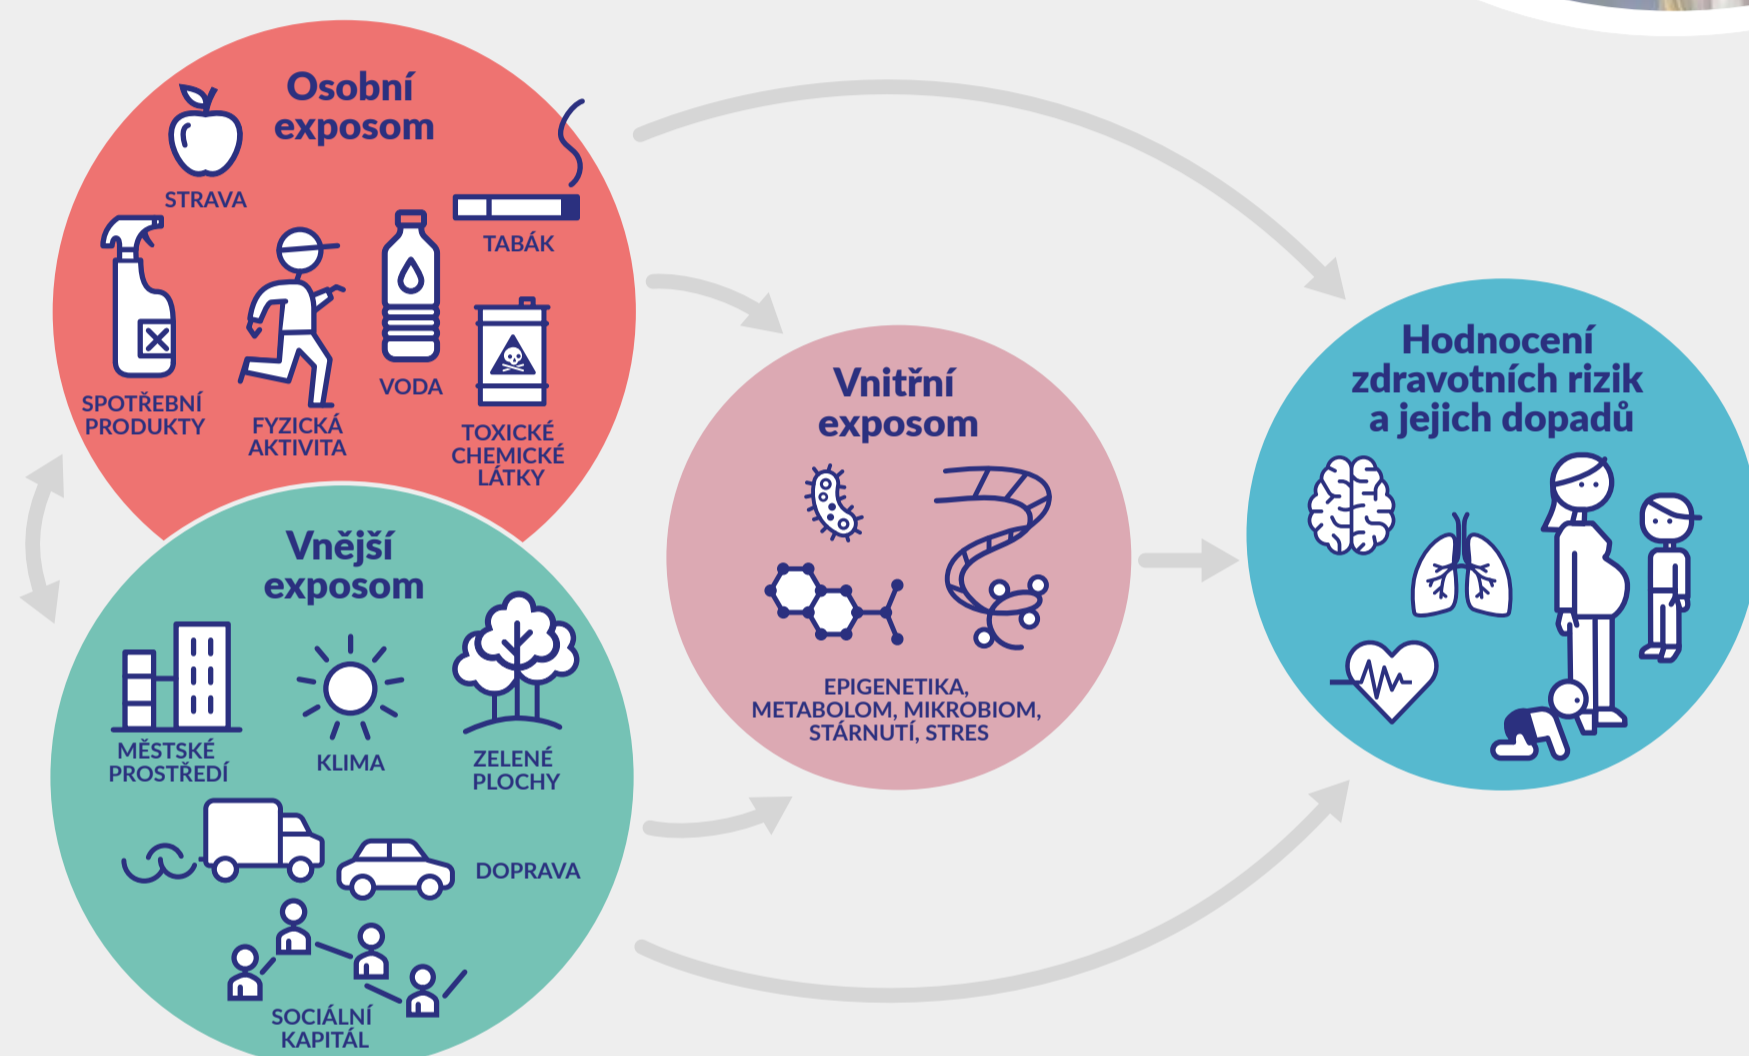 Osobní
exposom
STRAVA
TABÁK
SPOTŘEBNÍ
PRODUKTY
FYZICKÁ
AKTIVITA
VODA
TOXICKÉ
CHEMICKÉ
LÁTKY
Vnější
exposom
MĚSTSKÉ
PROSTŘEDÍ
KLIMA
ZELENÉ
PLOCHY
DOPRAVA
SOCIÁLNÍ
KAPITÁL
Vnitřní
exposom
EPIGENETIKA,
METABOLOM, MIKROBIOM,
STÁRNUTÍ, STRES
Hodnocení
zdravotních rizik
a jejich dopadů